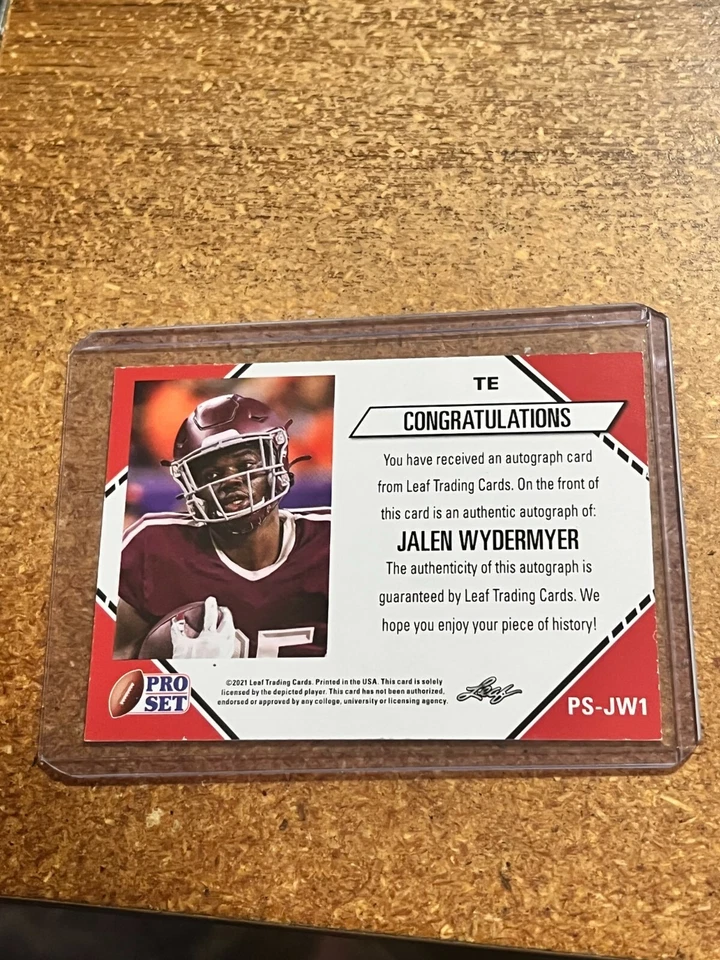 TE
CONGRATULATIONS
You have received an autograph card
from Leaf Trading Cards. On the front of
this card is an authentic autograph of:
JALEN WYDERMYER
The authenticity of this autograph is
guaranteed by Leaf Trading Cards. We
hope you enjoy your piece of history!
©2021 Leaf Trading Cards. Printed in the USA. This card is solely
licensed by the depicted player. This card has not been authorized,
endorsed or approved by any college, university or licensing agency.
Leaf
PRO
SET
PS-JW1